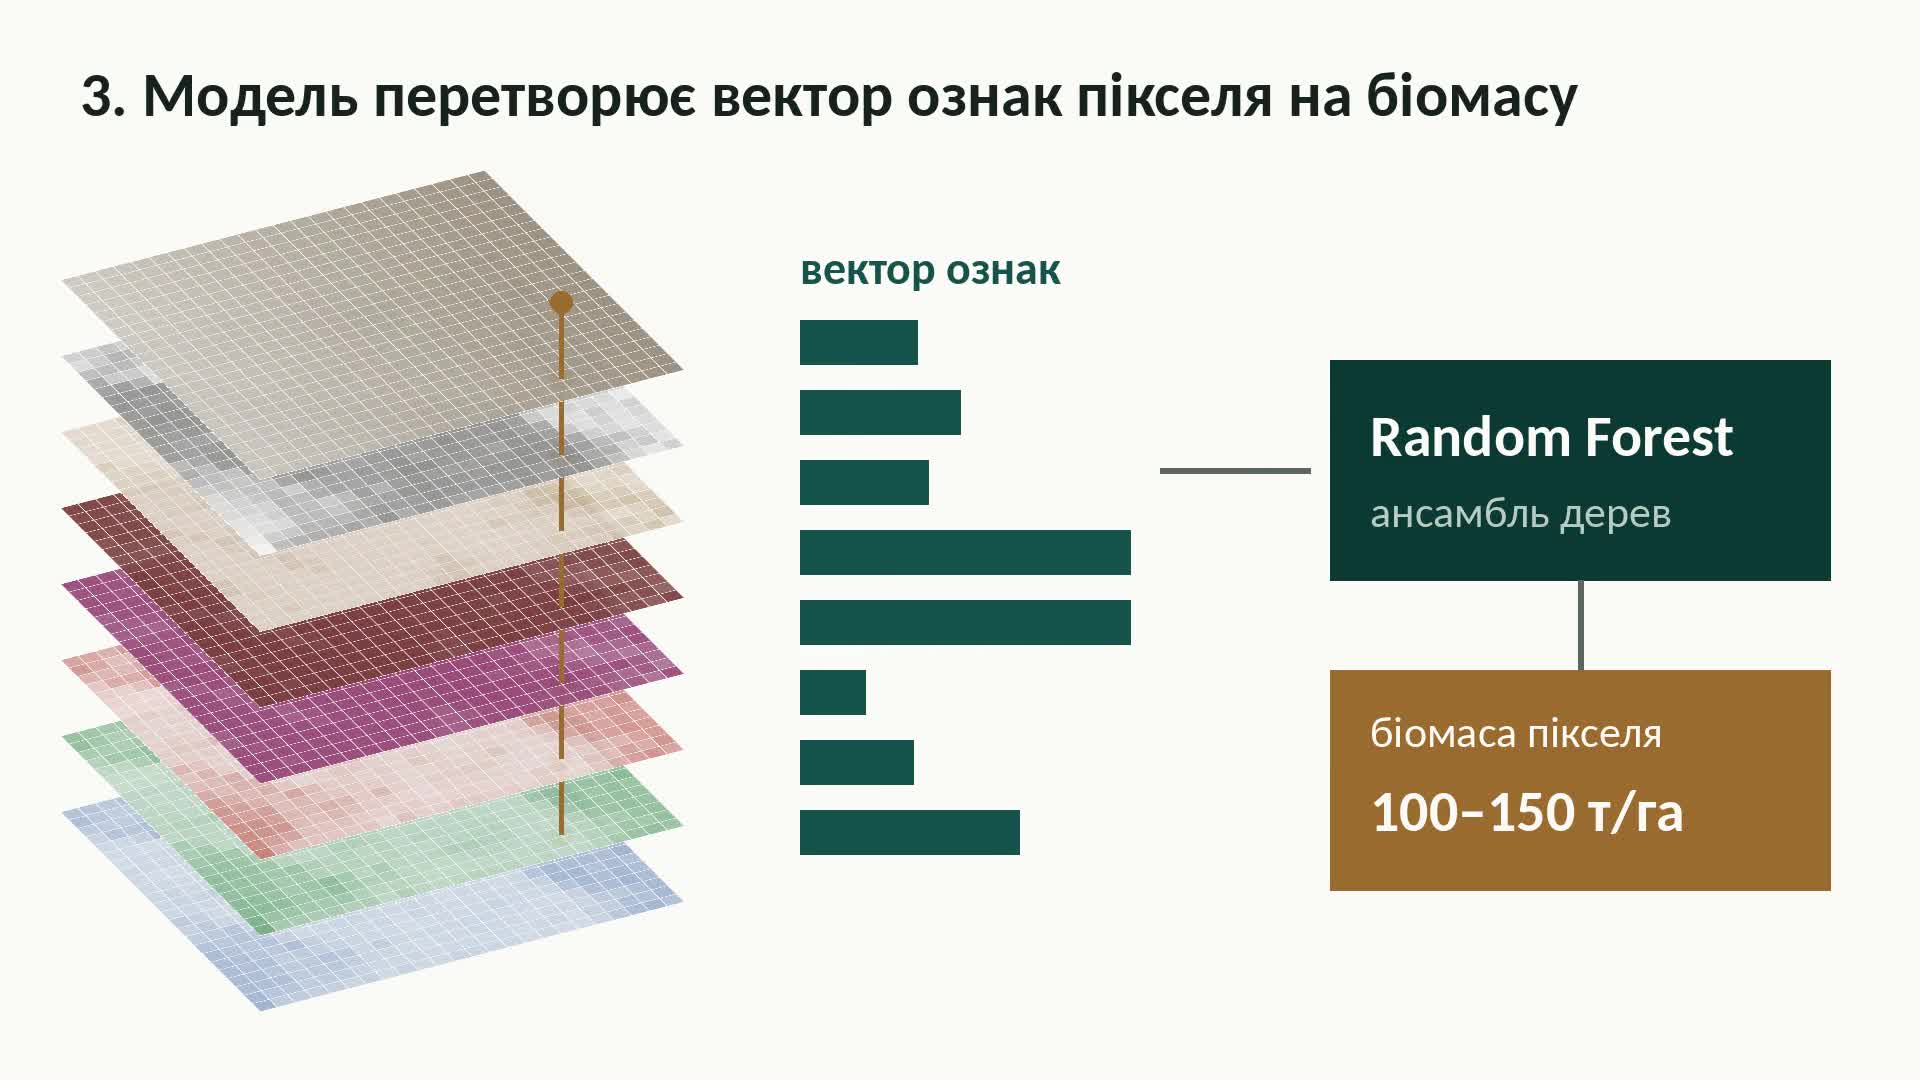 3. Модель перетворює вектор ознак пікселя на біомасу
вектор ознак
Random Forest
ансамбль дерев
біомаса пікселя
100–150 т/га